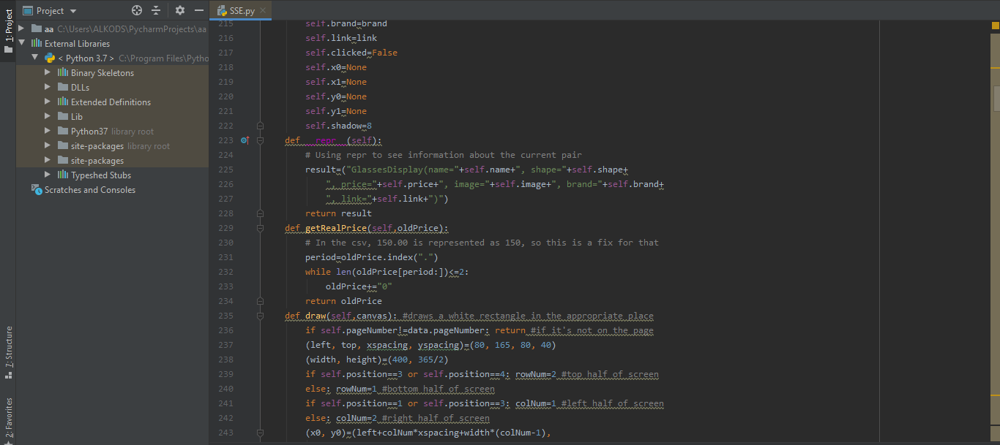 Project
SSE.py
1: Project
aa C:\Users\ALKODS\PycharmProjects\aa
External Libraries
< Python 3.7 > C:\Program Files\Pytho
Binary Skeletons
DLLs
Extended Definitions
Lib
Python37 library root
site-packages library root
site-packages
Typeshed Stubs
Scratches and Consoles
7: Structure
2: Favorites
215 self.brand=brand
216 self.link=link
217 self.clicked=False
218 self.x0=None
219 self.x1=None
220 self.y0=None
221 self.y1=None
222 self.shadow=8
223 def __repr__(self):
224 # Using repr to see information about the current pair
225 result=("GlassesDisplay(name="+self.name+", shape="+self.shape+
226 ", price="+self.price+", image="+self.image+", brand="+self.brand+
227 ", link="+self.link+")")
228 return result
229 def getRealPrice(self,oldPrice):
230 # In the csv, 150.00 is represented as 150, so this is a fix for that
231 period=oldPrice.index(".")
232 while len(oldPrice[period:])<=2:
233 oldPrice+="0"
234 return oldPrice
235 def draw(self,canvas): #draws a white rectangle in the appropriate place
236 if self.pageNumber!=data.pageNumber: return #if it's not on the page
237 (left, top, xspacing, yspacing)=(80, 165, 80, 40)
238 (width, height)=(400, 365/2)
239 if self.position==3 or self.position==4: rowNum=2 #top half of screen
240 else: rowNum=1 #bottom half of screen
241 if self.position==1 or self.position==3: colNum=1 #left half of screen
242 else: colNum=2 #right half of screen
243 (x0, y0)=(left+colNum*xspacing+width*(colNum-1),